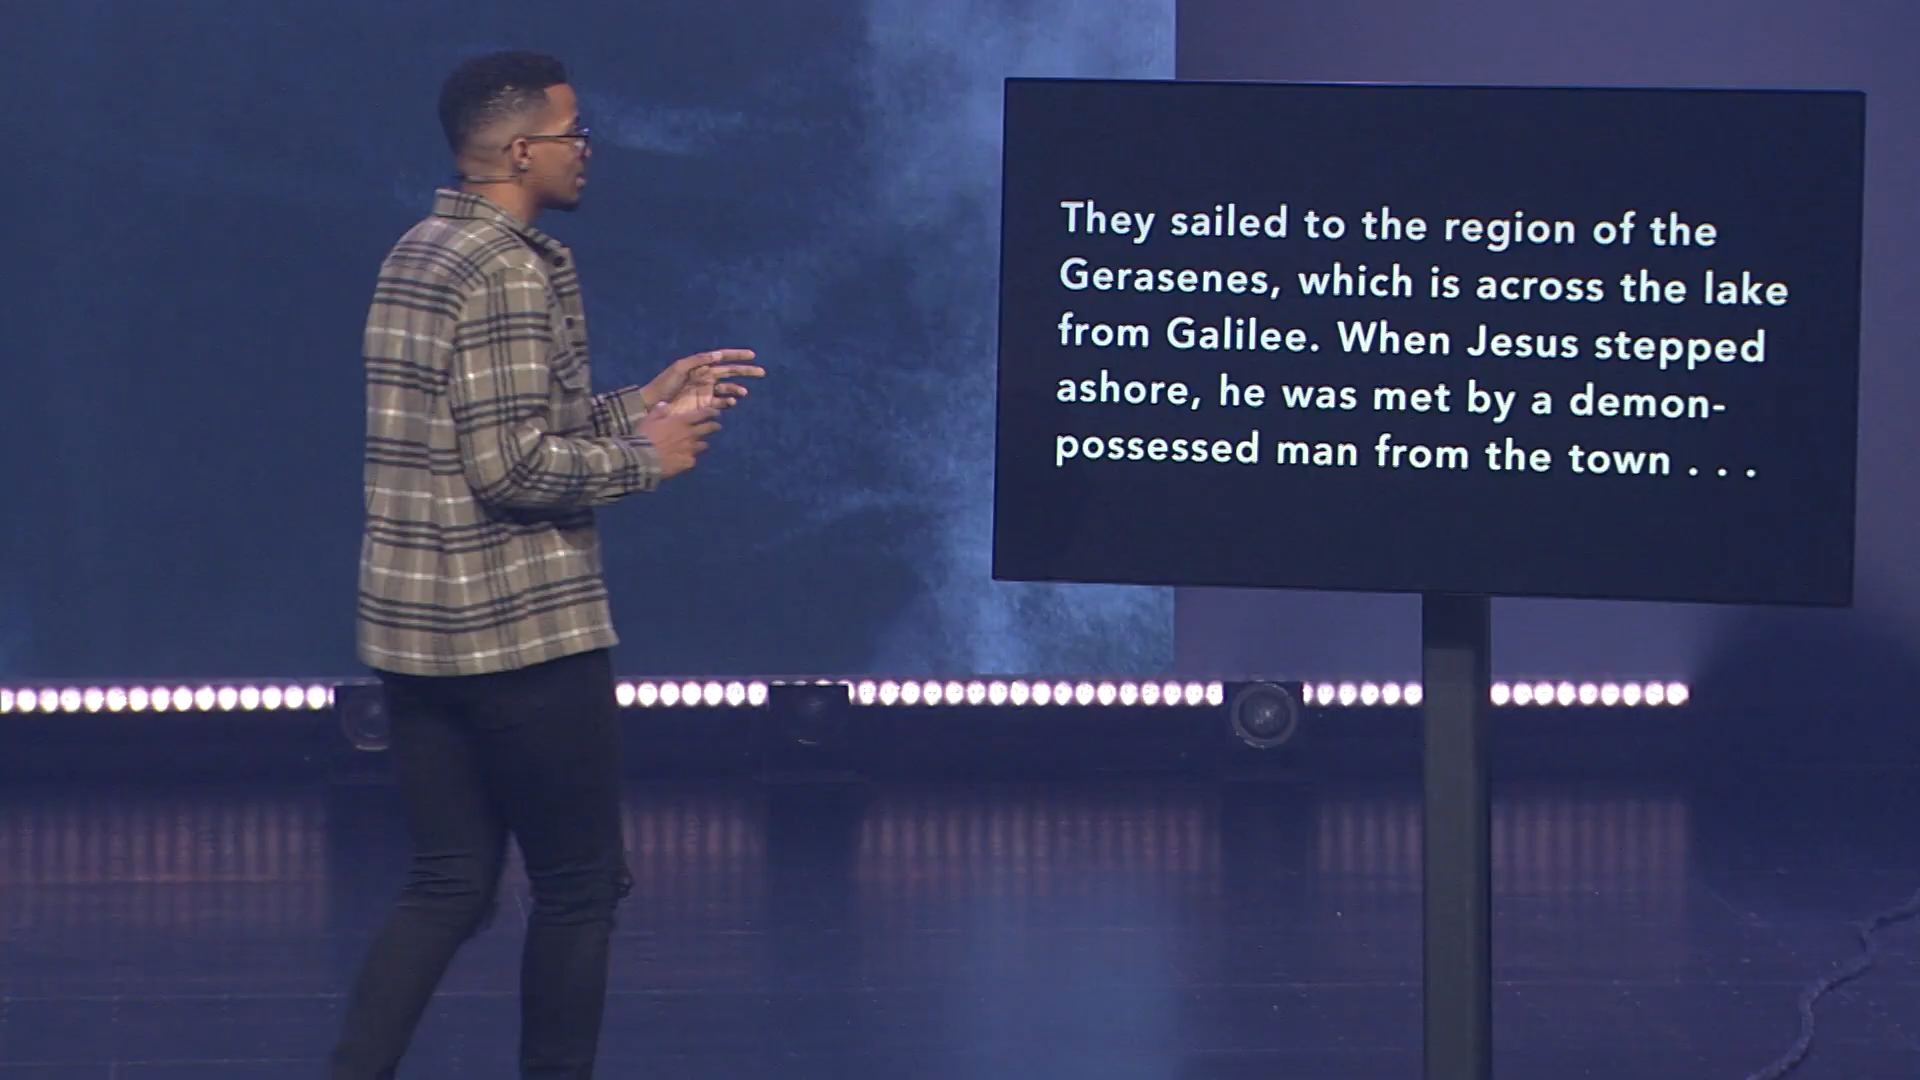 They sailed to the region of the
Gerasenes, which is across the lake
from Galilee. When Jesus stepped
ashore, he was met by a demon-
possessed man from the town . . .